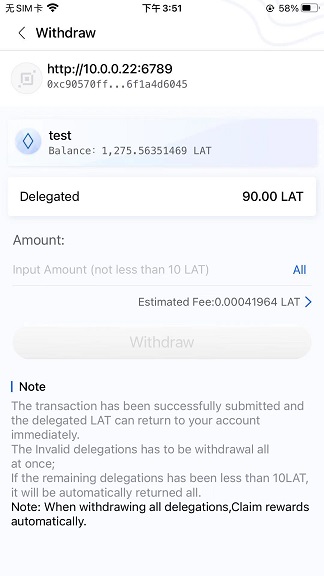 无SIM卡 下午3:51 58%
Withdraw
http://10.0.0.22:6789
0xc90570ff...6f1a4d6045
test
Balance: 1,275.56351469 LAT
Delegated 90.00 LAT
Amount:
Input Amount (not less than 10 LAT) All
Estimated Fee:0.00041964 LAT
Withdraw
Note
The transaction has been successfully submitted and
the delegated LAT can return to your account
immediately.
The Invalid delegations has to be withdrawal all
at once;
If the remaining delegations has been less than 10LAT,
it will be automatically returned all.
Note: When withdrawing all delegations,Claim rewards
automatically.